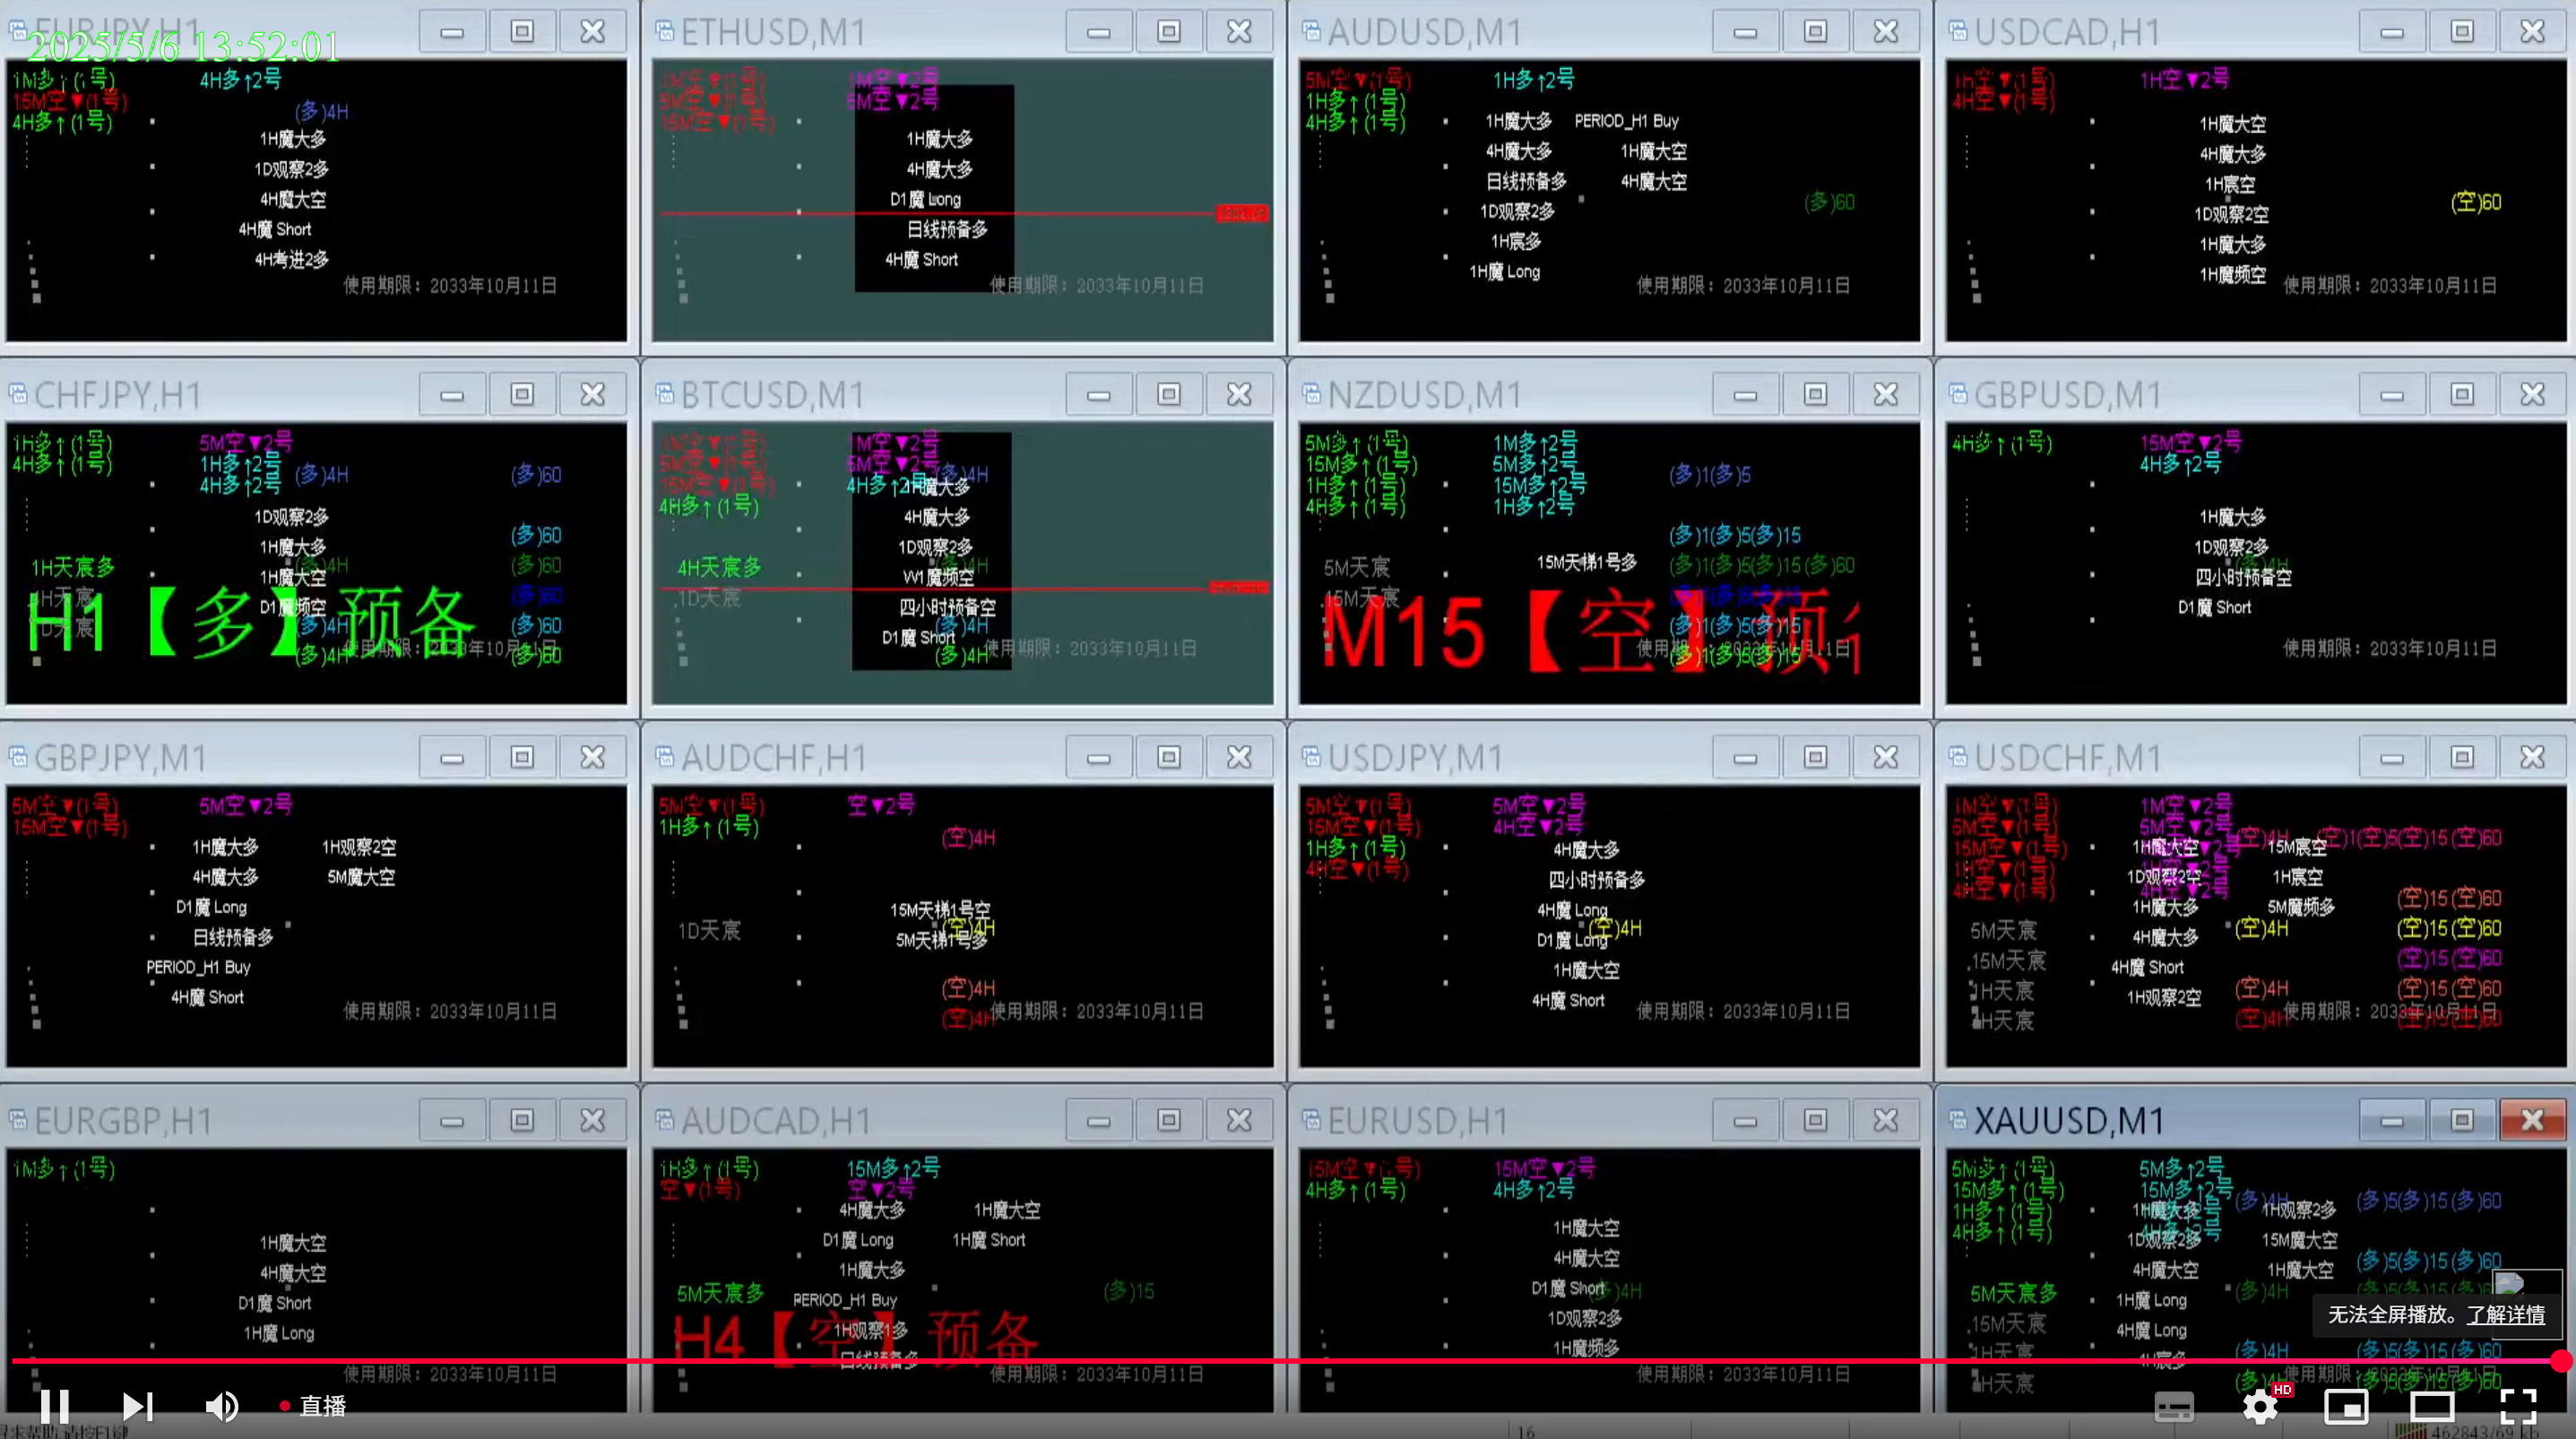 EURJPY,M1
2025/5/6 13:52:01
1M多↑(1号)
4H多↑2号
15M空▼(1号)
(多)4H
4H多↑(1号)
1H魔大多
1D观察2多
4H魔大空
4H魔 Short
4H考进2多
使用期限：2033年10月11日
ETHUSD,M1
1M空▼(1号)
1M空▼2号
5M空▼(1号)
5M空▼2号
15M空▼(1号)
1H魔大多
4H魔大多
D1魔 Long
日线预备多
4H魔 Short
使用期限：2033年10月11日
AUDUSD,M1
5M空▼(1号)
1H多↑2号
1H多↑(1号)
4H多↑(1号)
1H魔大多 PERIOD_H1 Buy
4H魔大多 1H魔大空
日线预备多 4H魔大空
(多)60
1D观察2多
1H宸多
1H魔 Long
使用期限：2033年10月11日
USDCAD,H1
1H空▼(1号)
1H空▼2号
4H空▼(1号)
1H魔大空
4H魔大多
1H宸空
(空)60
1D观察2空
1H魔大多
1H魔频空
使用期限：2033年10月11日
CHFJPY,H1
1H多↑(1号)
5M空▼2号
4H多↑(1号)
1H多↑2号
4H多↑2号
(多)4H
(多)60
1D观察2多
(多)60
1H魔大多
1H天宸多
(多)4H
(多)60
1H魔大空
4H天宸
(多)60
D1魔频空
1D天宸
H1【多】预备
(多)4H
(多)60
使用期限：2033年10月11日
(多)4H
(多)60
BTCUSD,M1
1M空▼(1号)
1M空▼2号
5M空▼(1号)
5M空▼2号
(多)4H
15M空▼(1号)
4H多↑2号
1H魔大多
4H多↑(1号)
4H魔大多
1D观察2多
4H天宸多
(多)4H
W1魔频空
1D天宸
四小时预备空
(多)4H
D1魔 Short
使用期限：2033年10月11日
(多)4H
NZDUSD,M1
5M多↑(1号)
1M多↑2号
15M多↑(1号)
5M多↑2号
(多)1(多)5
1H多↑(1号)
15M多↑2号
4H多↑(1号)
1H多↑2号
(多)1(多)5(多)15
15M天梯1号多
(多)1(多)5(多)15(多)60
5M天宸
15M天宸
M15【空】预
(多)1(多)5(多)15
(多)1(多)5(多)15
GBPUSD,M1
4H多↑(1号)
15M空▼2号
4H多↑2号
1H魔大多
1D观察2多
(多)4H
四小时预备空
D1魔 Short
使用期限：2033年10月11日
GBPJPY,M1
5M空▼(1号)
5M空▼2号
15M空▼(1号)
1H魔大多 1H观察2空
4H魔大多 5M魔大空
D1魔 Long
日线预备多
PERIOD_H1 Buy
4H魔 Short
使用期限：2033年10月11日
AUDCHF,H1
5M空▼(1号)
空▼2号
1H多↑(1号)
(空)4H
15M天梯1号空
1D天宸
(空)4H
5M天梯1号多
(空)4H
(空)4H
使用期限：2033年10月11日
USDJPY,M1
5M空▼(1号)
5M空▼2号
15M空▼(1号)
4H空▼2号
1H多↑(1号)
4H魔大多
4H空▼(1号)
四小时预备多
4H魔 Long
(空)4H
D1魔 Long
1H魔大空
4H魔 Short
使用期限：2033年10月11日
USDCHF,M1
1M空▼(1号)
1M空▼2号
5M空▼(1号)
5M空▼2号
(空)4H
(空)1(空)5(空)15(空)60
15M空▼(1号)
1H魔大空
15M宸空
1H空▼(1号)
1D观察2空
1H宸空
4H空▼(1号)
4H空▼2号
(空)15(空)60
1H魔大多
5M魔频多
5M天宸
4H魔大多
(空)4H
(空)15(空)60
15M天宸
4H魔 Short
(空)15(空)60
1H天宸
1H观察2空
(空)4H
(空)15(空)60
4H天宸
(空)4H
使用期限：2033年10月11日
EURGBP,H1
1M多↑(1号)
1H魔大空
4H魔大空
D1魔 Short
1H魔 Long
使用期限：2033年10月11日
AUDCAD,H1
1H多↑(1号)
15M多↑2号
空▼(1号)
空▼2号
4H魔大多 1H魔大空
D1魔 Long 1H魔 Short
1H魔大多
5M天宸多
(多)15
PERIOD_H1 Buy
H4【空】预备
1H观察1多
日线预备多
使用期限：2033年10月11日
EURUSD,H1
15M空▼(1号)
15M空▼2号
4H多↑(1号)
4H多↑2号
1H魔大空
4H魔大空
D1魔 Short
(多)4H
1D观察2多
1H魔频多
使用期限：2033年10月11日
XAUUSD,M1
5M多↑(1号)
5M多↑2号
15M多↑(1号)
15M多↑2号
(多)4H
(多)5(多)15(多)60
1H多↑(1号)
1H魔大多
1H观察2多
4H多↑(1号)
4H多↑2号
1D观察2多
15M魔大空
4H魔大空
1H魔大空
(多)5(多)15(多)60
5M天宸多
1H魔 Long
(多)4H
无法全屏播放。了解详情
15M天宸
4H魔 Long
1H天宸
(多)4H
(多)5(多)15(多)60
4H天宸
使用期限：2033年10月11日
直播
HD
16